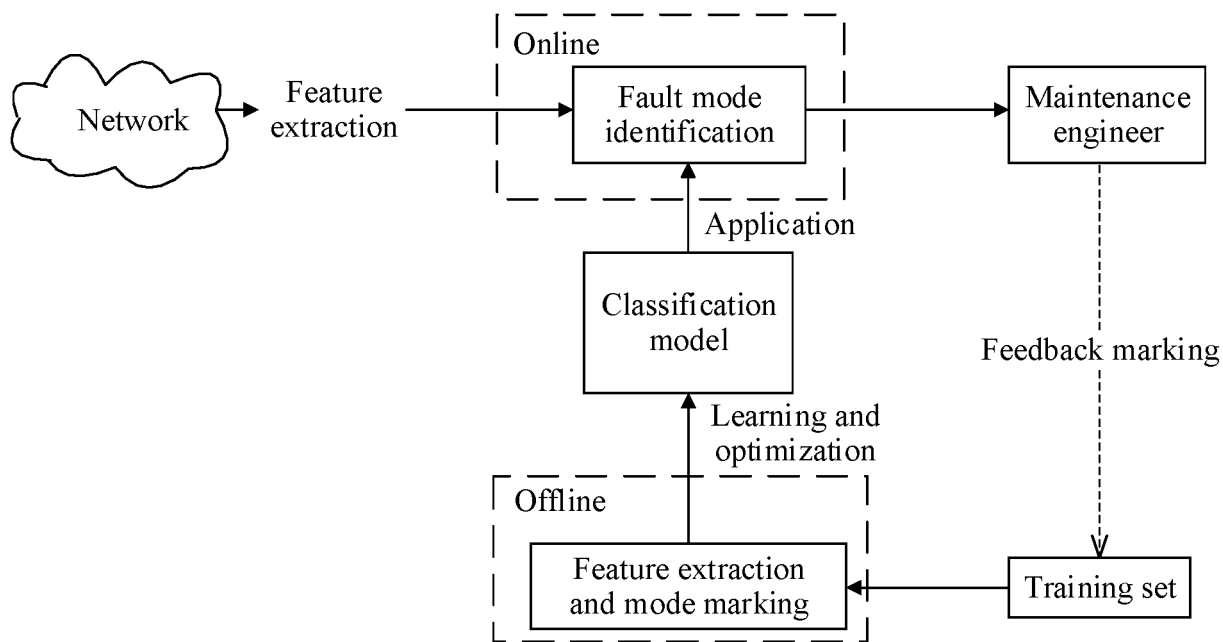 Online
Network
Feature
extraction
Fault mode
identification
Maintenance
engineer
Application
Classification
model
Feedback marking
Learning and
optimization
Offline
Feature extraction
and mode marking
Training set